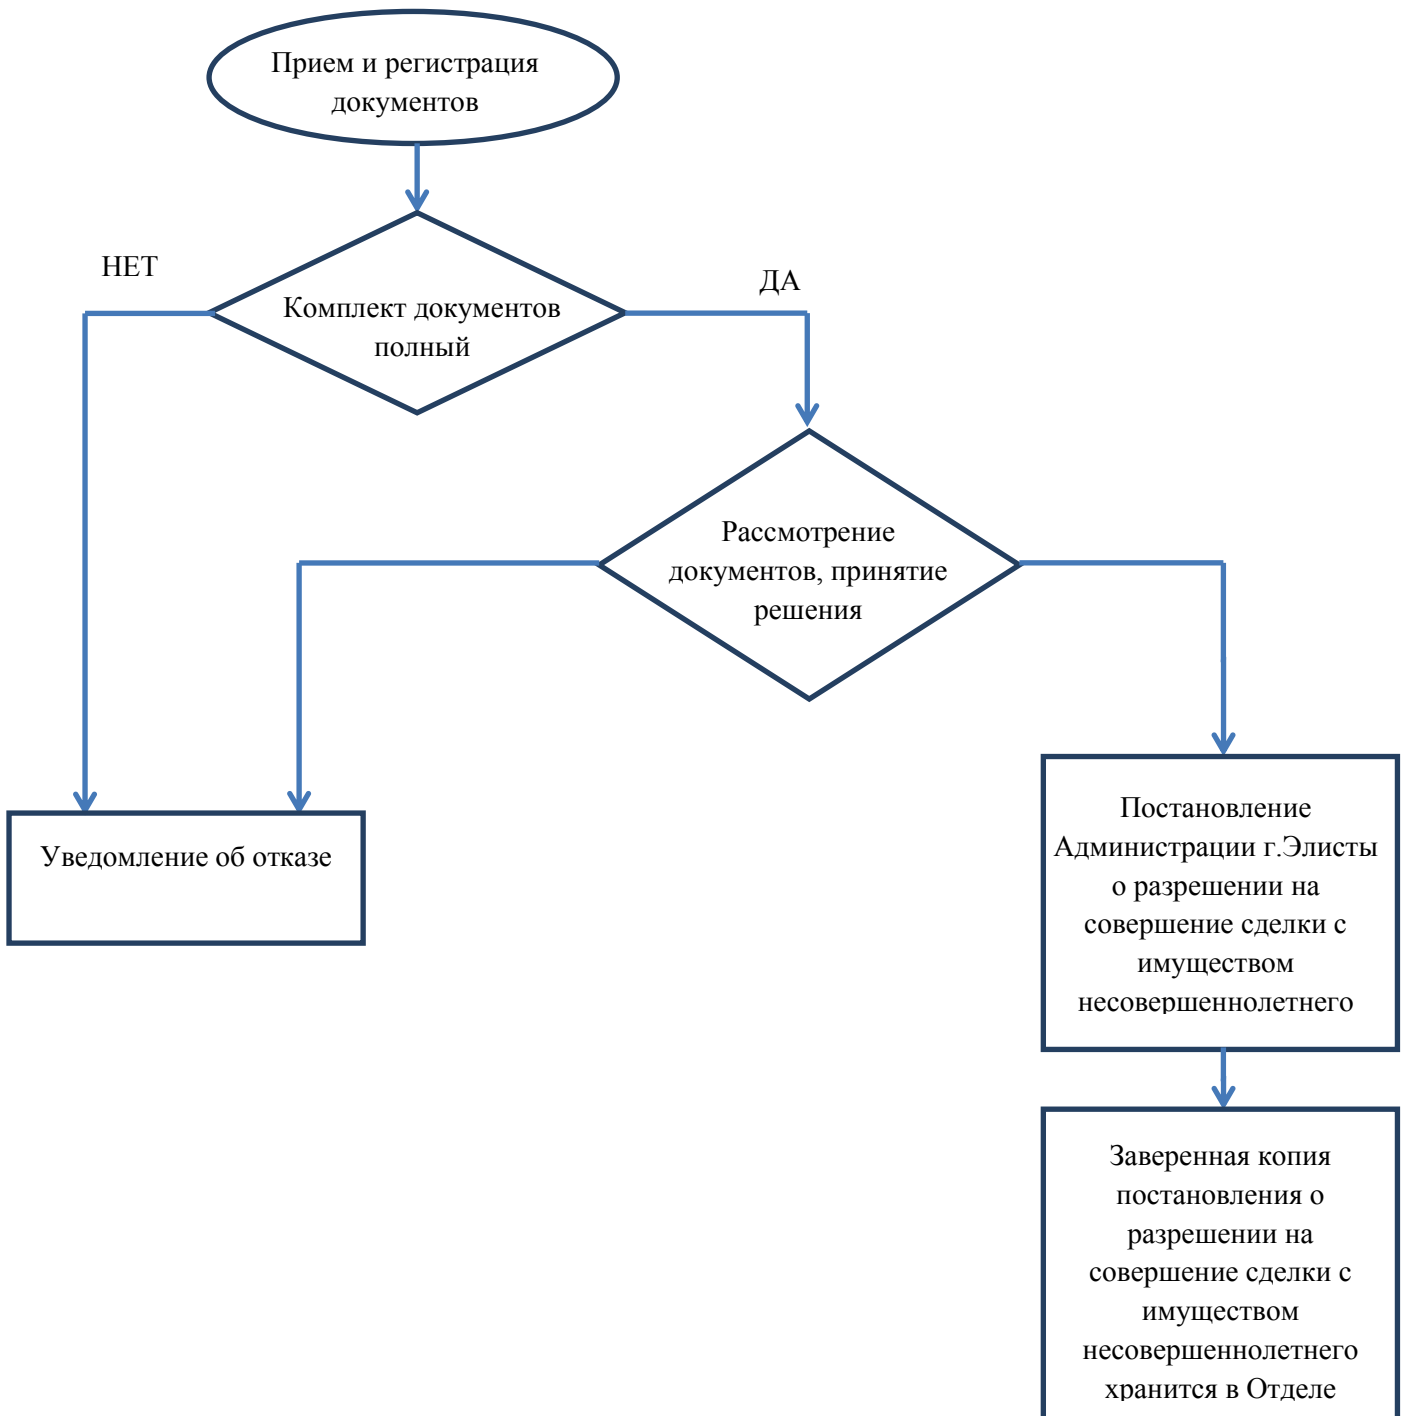 Прием и регистрация
документов
НЕТ
ДА
Комплект документов
полный
Рассмотрение
документов, принятие
решения
Уведомление об отказе
Постановление
Администрации г.Элисты
о разрешении на
совершение сделки с
имуществом
несовершеннолетнего
Заверенная копия
постановления о
разрешении на
совершение сделки с
имуществом
несовершеннолетнего
хранится в Отделе